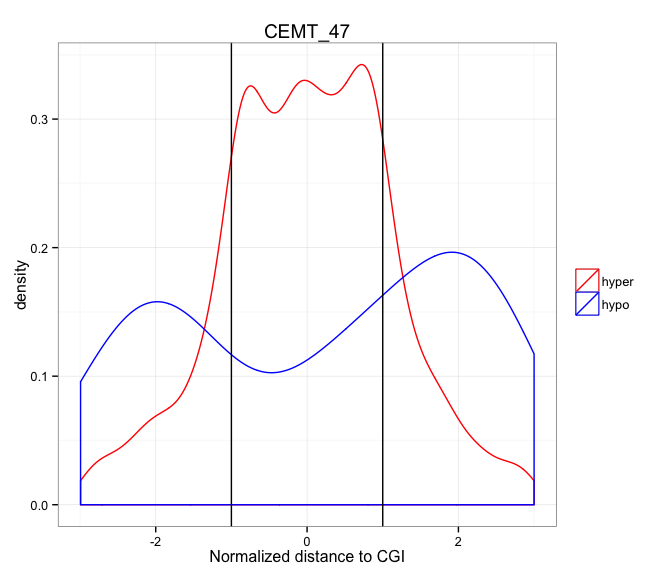 CEMT_47
density
0.3
0.2
0.1
0.0
-2
0
2
Normalized distance to CGI
hyper
hypo